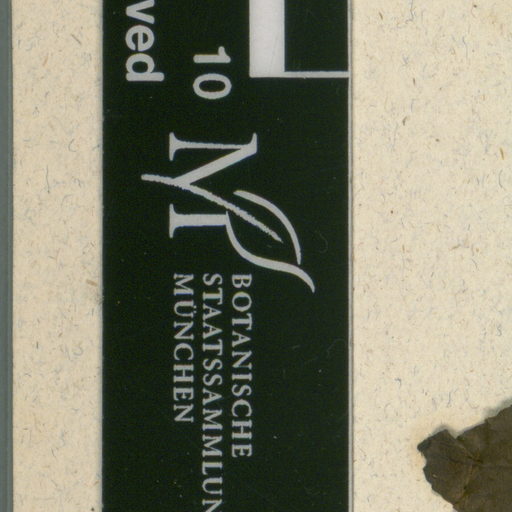 ved
10
M
BOTANISCHE
STAATSSAMMLUN
MÜNCHEN